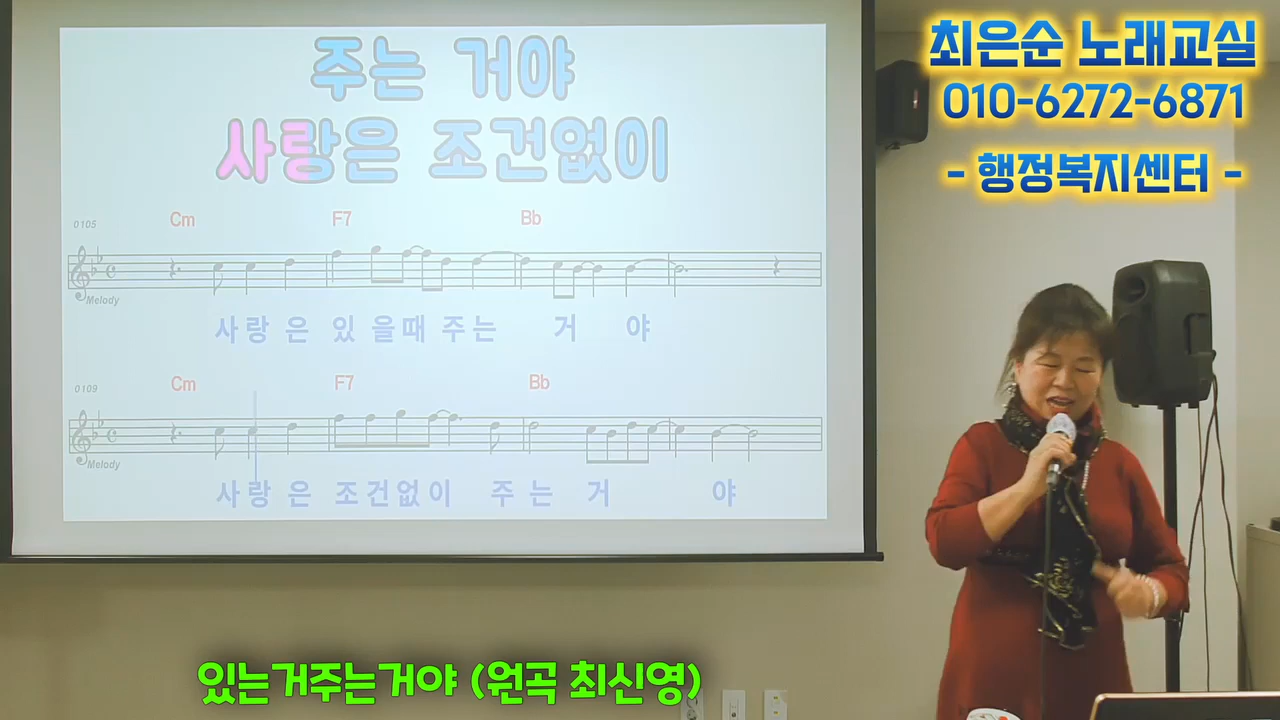 주는 거야
사랑은 조건없이
0105 Cm F7 Bb
Melody
사랑 은 있 을때 주는 거 야
0109 Cm F7 Bb
Melody
사랑 은 조건없이 주 는 거 야
최은순 노래교실
010-6272-6871
- 행정복지센터 -
있는거주는거야 (원곡 최신영)